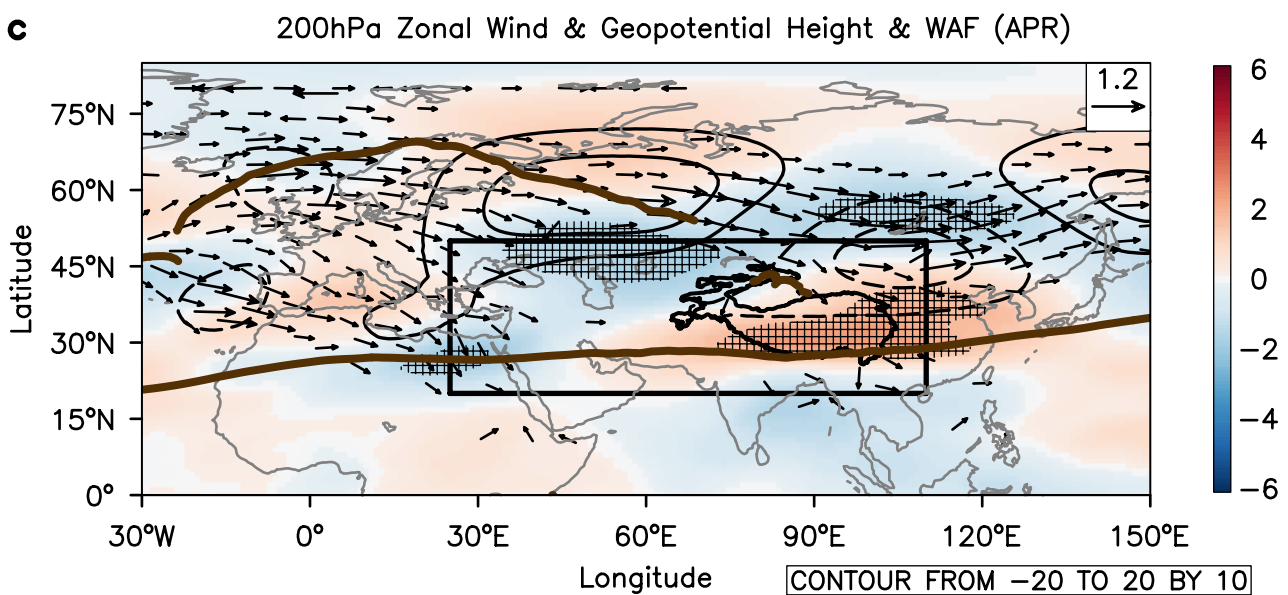 c
200hPa Zonal Wind & Geopotential Height & WAF (APR)
1.2
75°N
60°N
45°N
30°N
15°N
0°
Latitude
30°W 0° 30°E 60°E 90°E 120°E 150°E
Longitude
6
4
2
0
−2
−4
−6
CONTOUR FROM −20 TO 20 BY 10